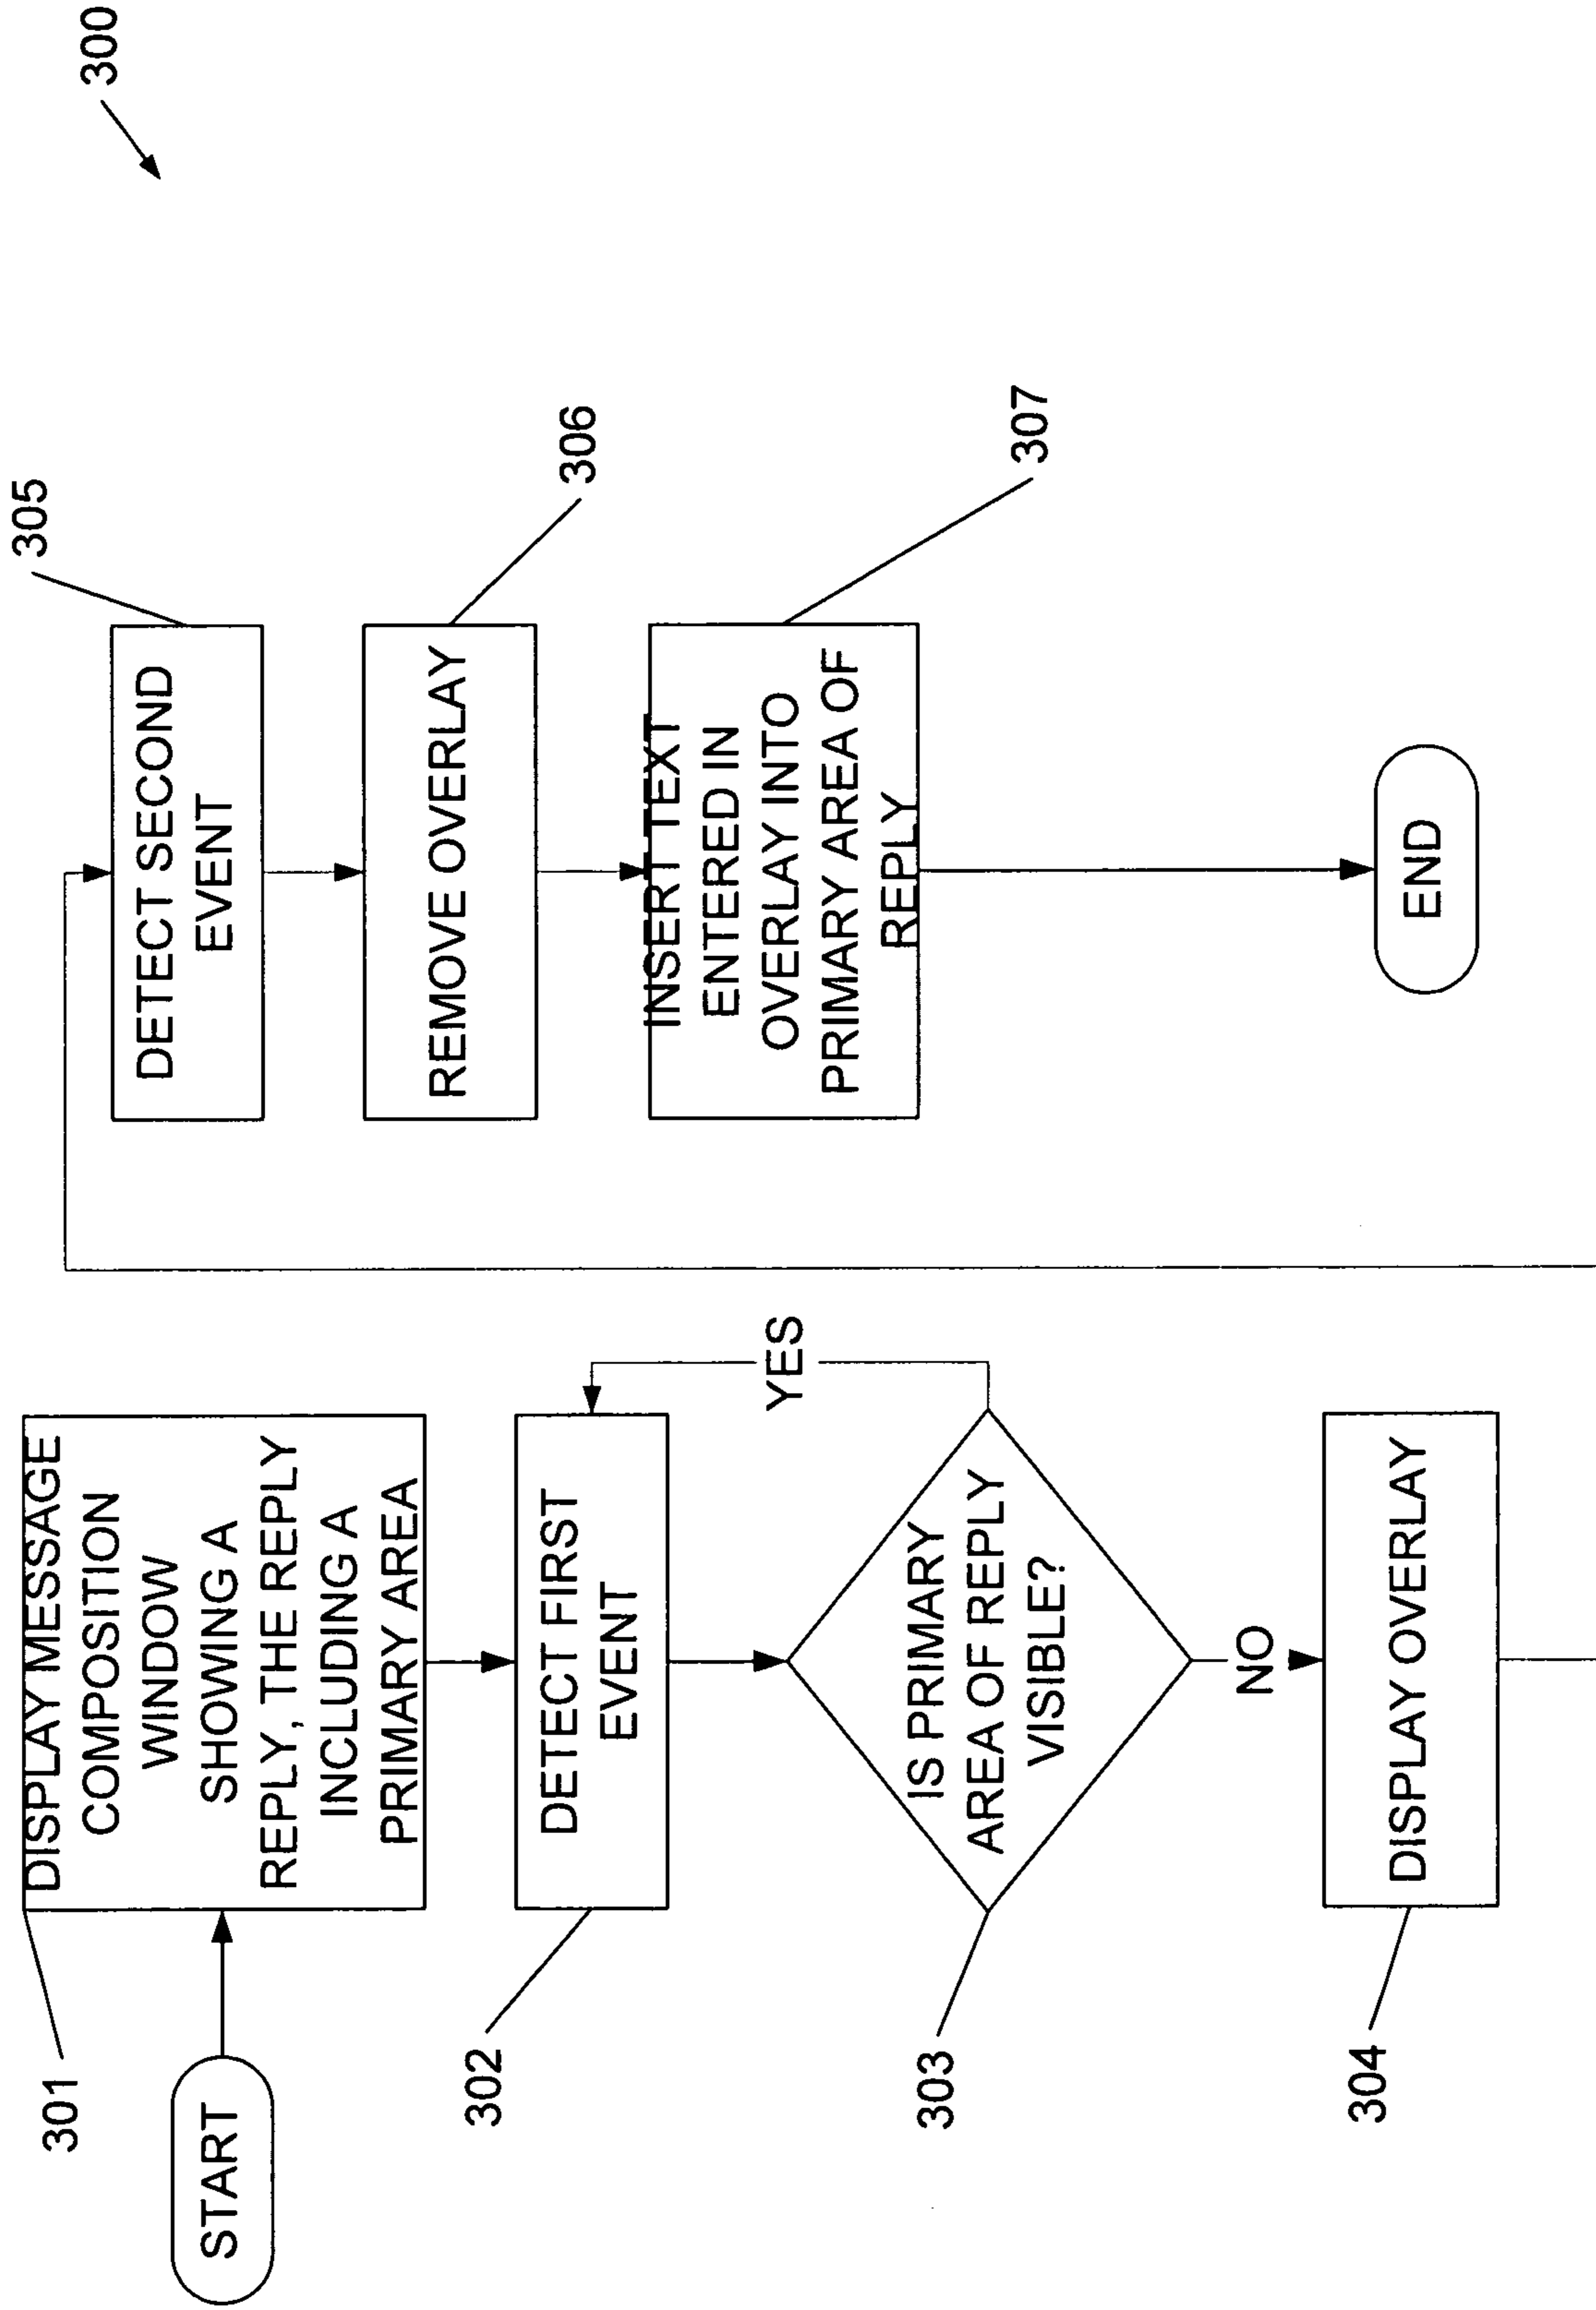 300
START
301
DISPLAY MESSAGE
COMPOSITION
WINDOW
SHOWING A
REPLY, THE REPLY
INCLUDING A
PRIMARY AREA
302
DETECT FIRST
EVENT
303
IS PRIMARY
AREA OF REPLY
VISIBLE?
YES
NO
304
DISPLAY OVERLAY
305
DETECT SECOND
EVENT
306
REMOVE OVERLAY
307
INSERT TEXT
ENTERED IN
OVERLAY INTO
PRIMARY AREA OF
REPLY
END